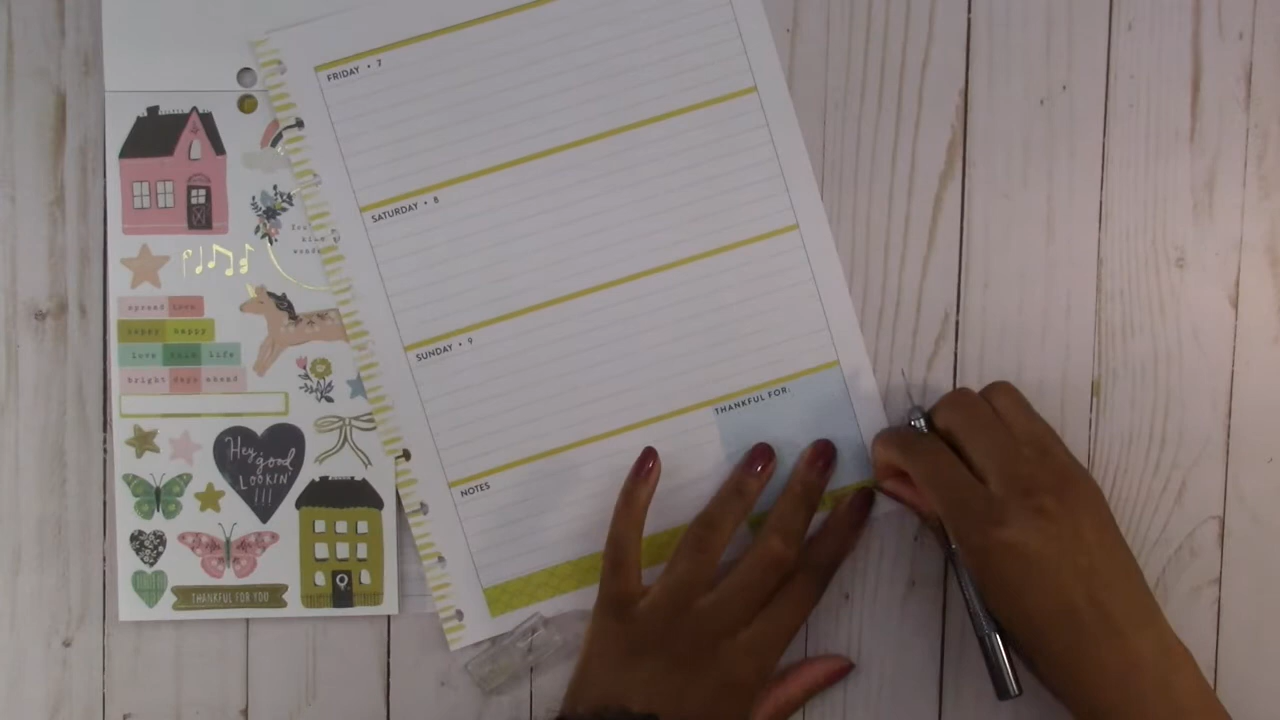 FRIDAY • 7
SATURDAY • 8
SUNDAY • 9
THANKFUL FOR:
NOTES
spread love
happy happy
love this life
bright days ahead
Hey good
LOOKIN'
!!!
THANKFUL FOR YOU